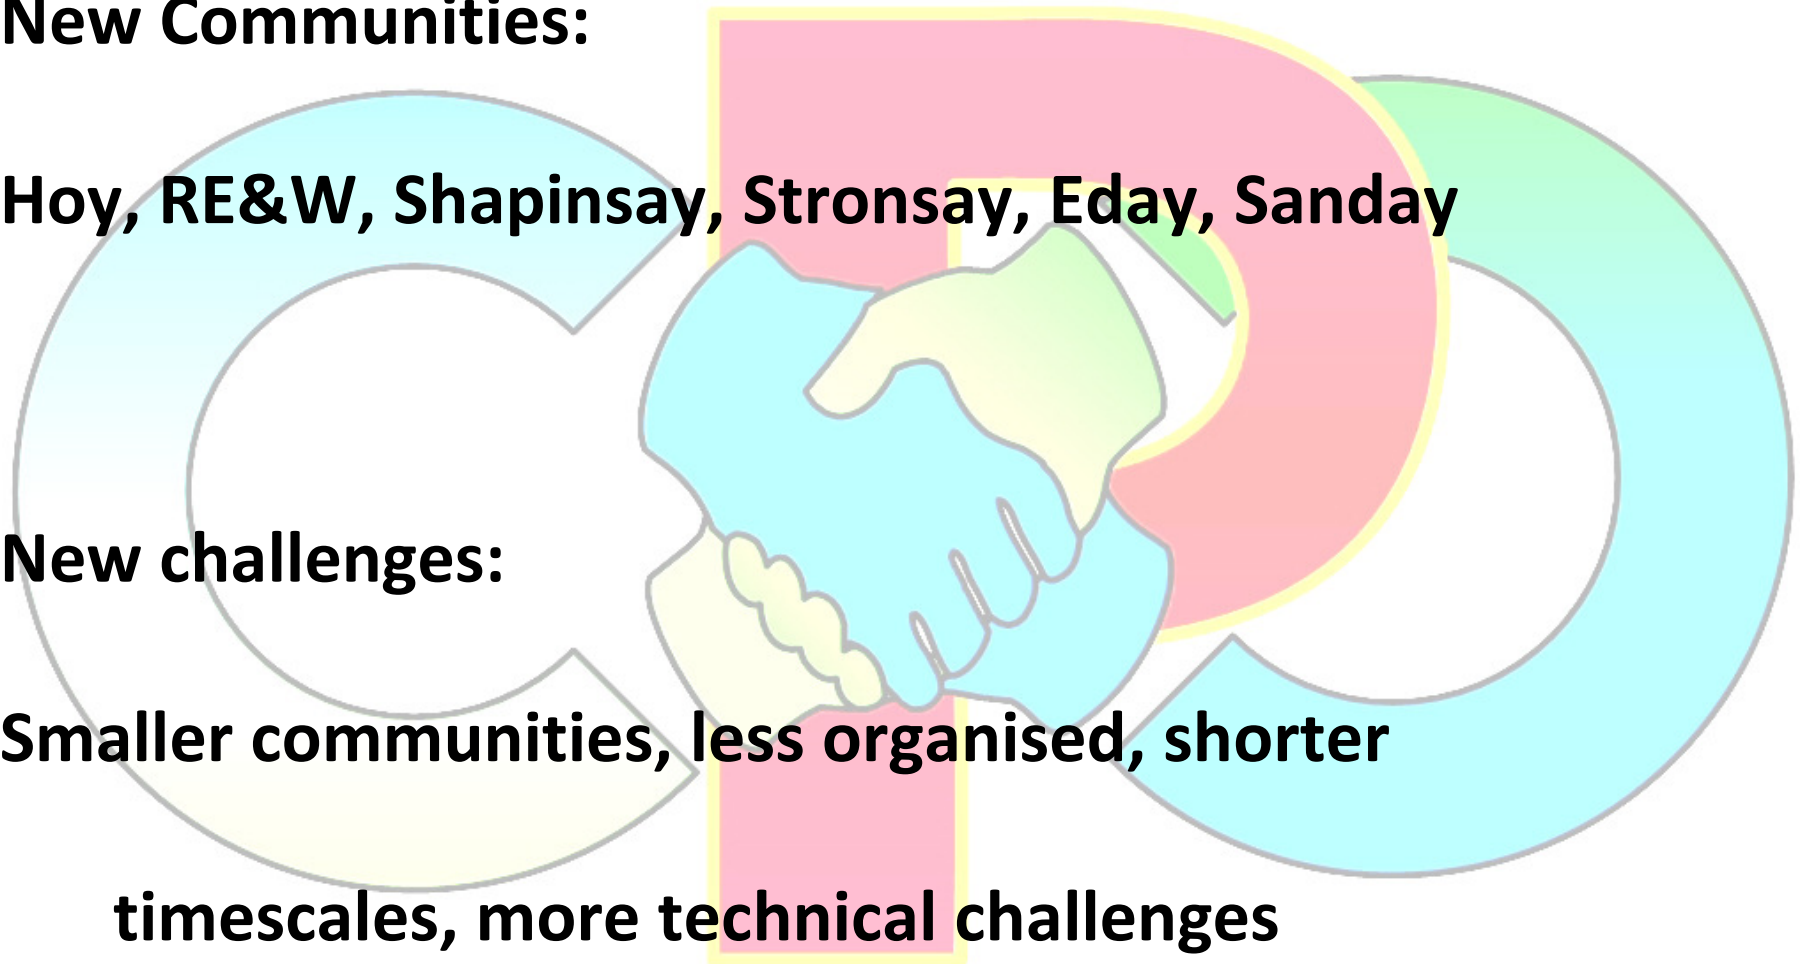 New Communities:
Hoy, RE&W, Shapinsay, Stronsay, Eday, Sanday
New challenges:
Smaller communities, less organised, shorter
timescales, more technical challenges